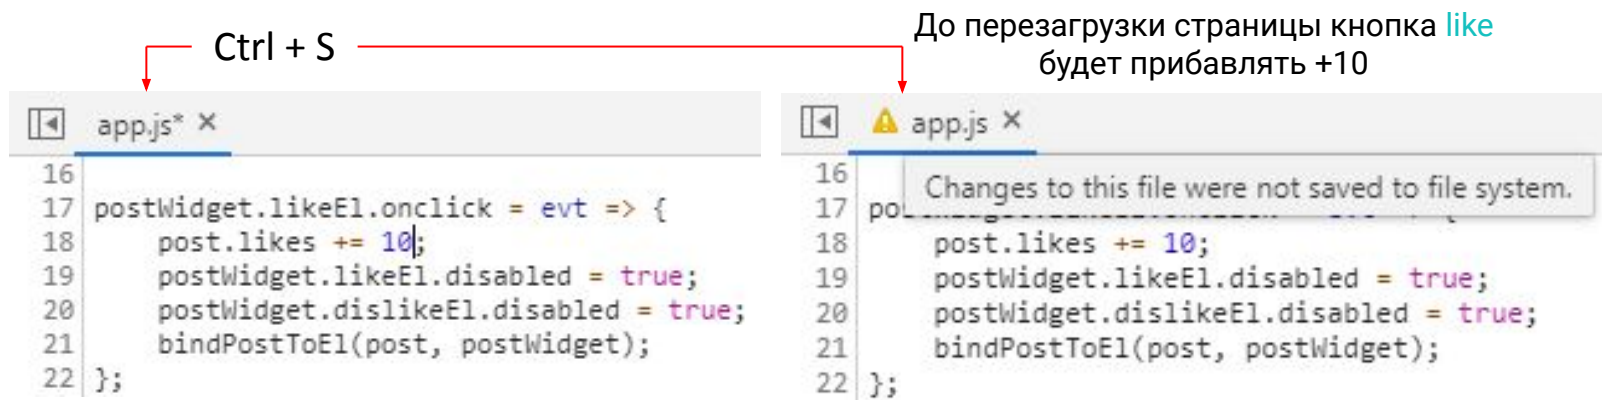 Ctrl + S
До перезагрузки страницы кнопка like
будет прибавлять +10
app.js* ×
16
17 postWidget.likeEl.onclick = evt => {
18 post.likes += 10;
19 postWidget.likeEl.disabled = true;
20 postWidget.dislikeEl.disabled = true;
21 bindPostToEl(post, postWidget);
22 };
app.js ×
Changes to this file were not saved to file system.
16
17
18 post.likes += 10;
19 postWidget.likeEl.disabled = true;
20 postWidget.dislikeEl.disabled = true;
21 bindPostToEl(post, postWidget);
22 };